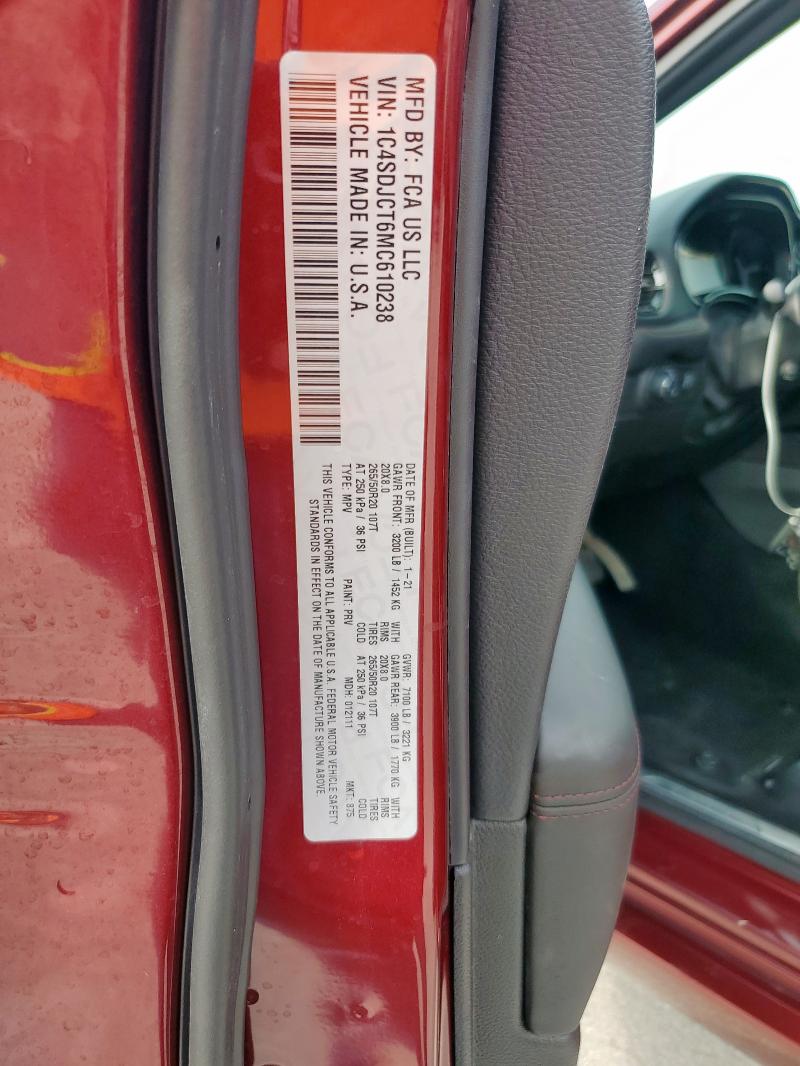 MFD BY: FCA US LLC
VIN: 1C4SDJCT6MC610238
VEHICLE MADE IN: U.S.A.
DATE OF MFR (BUILT): 1-21 GVWR: 7100 LB / 3221 KG
GAWR FRONT: 3200 LB / 1452 KG WITH GAWR REAR: 3900 LB / 1770 KG WITH
20X8.0 RIMS 20X8.0 RIMS
265/50R20 107T TIRES 265/50R20 107T TIRES
AT 250 kPa / 36 PSI COLD AT 250 kPa / 36 PSI COLD
TYPE: MPV PAINT: PRV MDH: 012111 MKT: 875
THIS VEHICLE CONFORMS TO ALL APPLICABLE U.S.A. FEDERAL MOTOR VEHICLE SAFETY
STANDARDS IN EFFECT ON THE DATE OF MANUFACTURE SHOWN ABOVE.